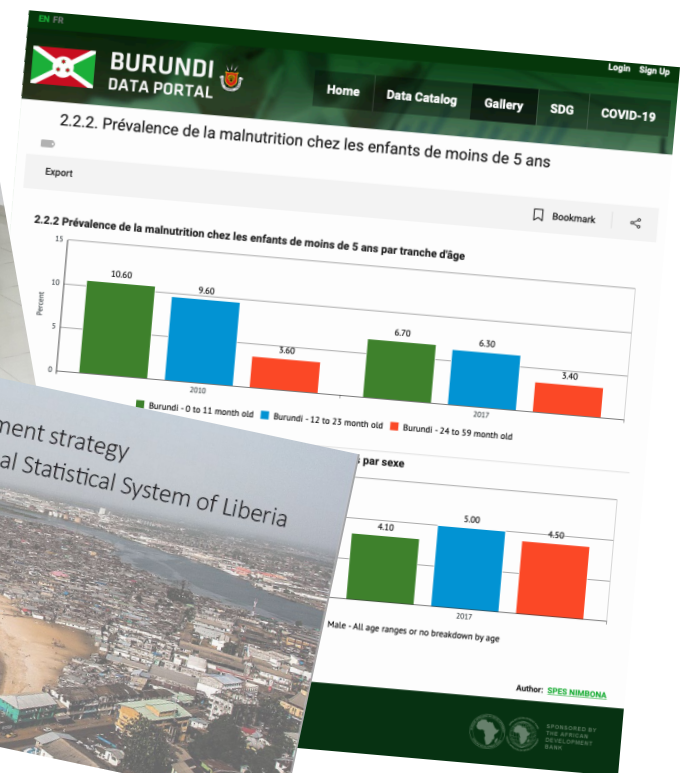 EN FR
Login Sign Up
BURUNDI
DATA PORTAL
Home Data Catalog Gallery SDG COVID-19
2.2.2. Prévalence de la malnutrition chez les enfants de moins de 5 ans
Export
Bookmark
2.2.2 Prévalence de la malnutrition chez les enfants de moins de 5 ans par tranche d'âge
15
10
5
0
Percent
10.60
9.60
3.60
6.70
6.30
3.40
2010
2017
Burundi - 0 to 11 month old Burundi - 12 to 23 month old Burundi - 24 to 59 month old
par sexe
4.10
5.00
4.50
2017
Male - All age ranges or no breakdown by age
Author: SPES NIMBONA
SPONSORED BY
THE AFRICAN
DEVELOPMENT
BANK
strategy
Statistical System of Liberia